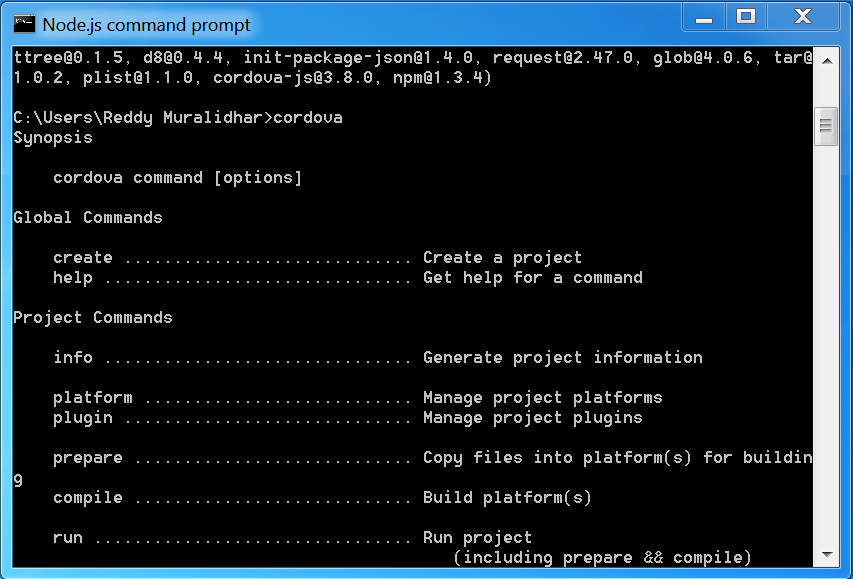 Node.js command prompt
ttree@0.1.5, d8@0.4.4, init-package-json@1.4.0, request@2.47.0, glob@4.0.6, tar@
1.0.2, plist@1.1.0, cordova-js@3.8.0, npm@1.3.4)
C:\Users\Reddy Muralidhar>cordova
Synopsis
cordova command [options]
Global Commands
create ............................. Create a project
help ............................... Get help for a command
Project Commands
info ............................... Generate project information
platform ........................... Manage project platforms
plugin ............................. Manage project plugins
prepare ............................ Copy files into platform(s) for buildin
g
compile ............................ Build platform(s)
run ................................ Run project
(including prepare && compile)